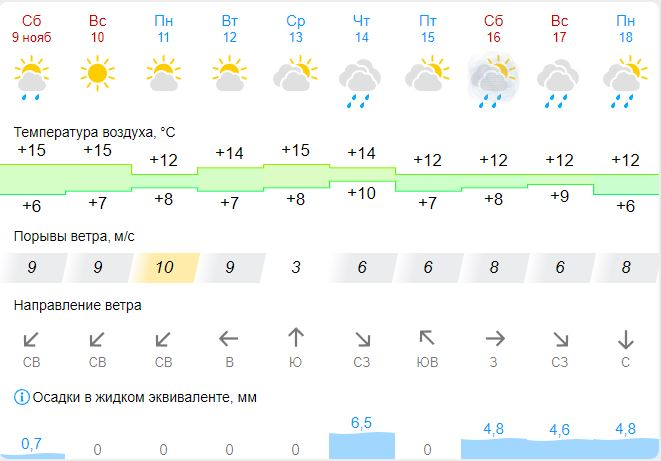 Сб Вс Пн Вт Ср Чт Пт Сб Вс Пн
9 нояб 10 11 12 13 14 15 16 17 18
Температура воздуха, °C
+15 +15 +12 +14 +15 +14 +12 +12 +12 +12
+6 +7 +8 +7 +8 +10 +7 +8 +9 +6
Порывы ветра, м/с
9 9 10 9 3 6 6 8 6 8
Направление ветра
СВ СВ СВ В Ю СЗ ЮВ З СЗ С
Осадки в жидком эквиваленте, мм
0,7 0 0 0 0 6,5 0 4,8 4,6 4,8